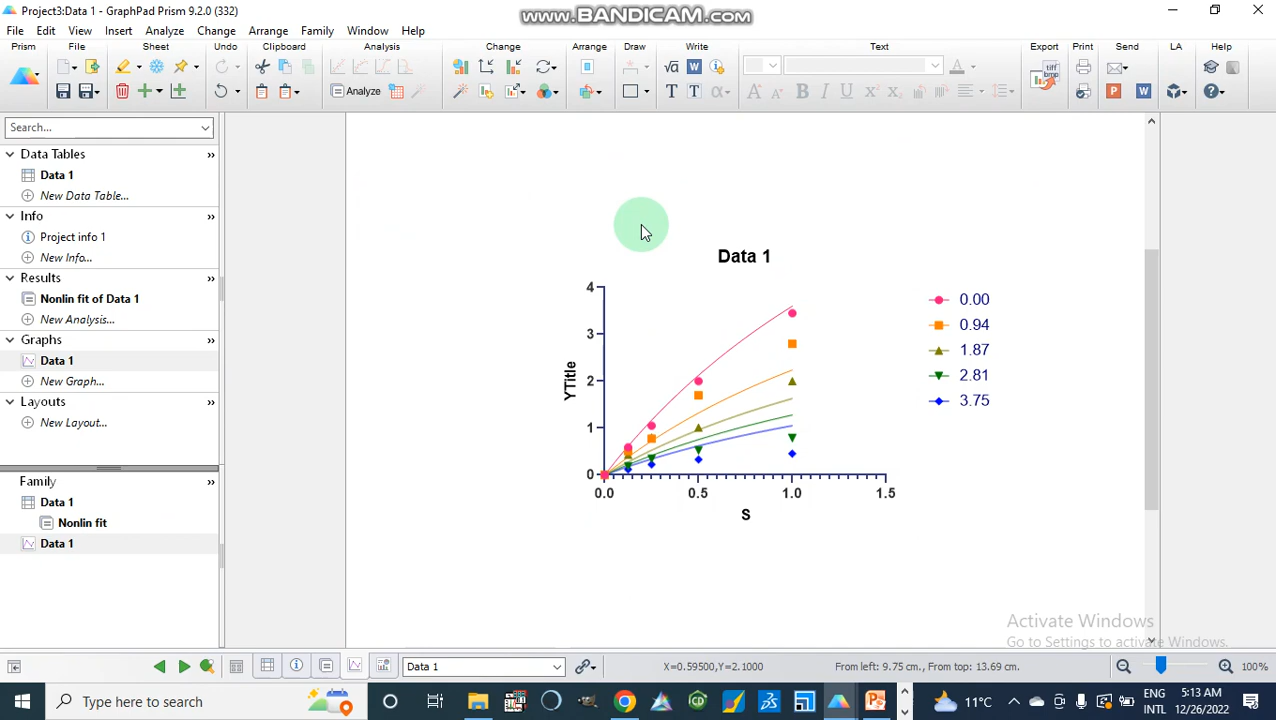 Project3:Data 1 - GraphPad Prism 9.2.0 (332)
www.BANDICAM.com
File Edit View Insert Analyze Change Arrange Family Window Help
Prism File Sheet Undo Clipboard Analysis Change Arrange Draw Write Text Export Print Send LA Help
Analyze
Search...
Data Tables
Data 1
New Data Table...
Info
Project info 1
New Info...
Results
Nonlin fit of Data 1
New Analysis...
Graphs
Data 1
New Graph...
Layouts
New Layout...
Family
Data 1
Nonlin fit
Data 1
Data 1
4
3
2
1
0
YTitle
0.0 0.5 1.0 1.5
S
0.00
0.94
1.87
2.81
3.75
Activate Windows
Go to Settings to activate Windows.
Data 1
X=0.59500,Y=2.1000
From left: 9.75 cm., From top: 13.69 cm.
100%
Type here to search
11°C
ENG
INTL
5:13 AM
12/26/2022